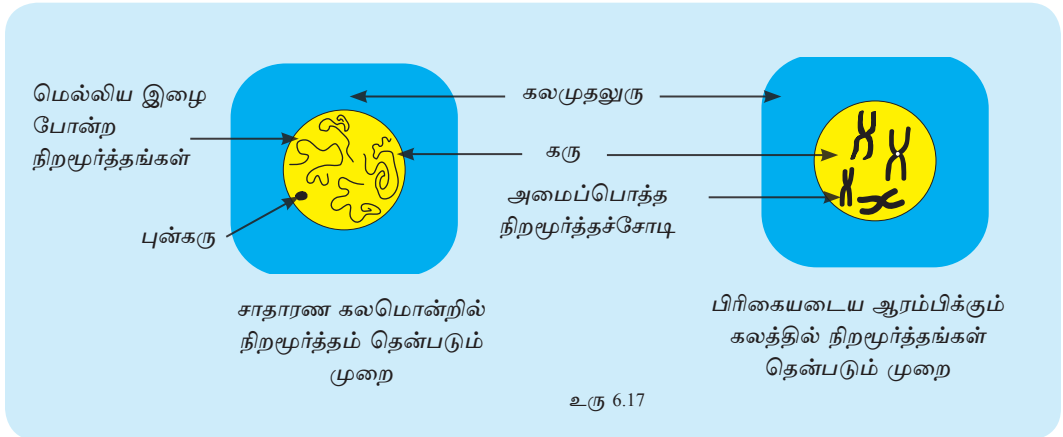 மெல்லிய இழை
போன்ற
நிறமூர்த்தங்கள்
புன்கரு
கலமுதலுரு
கரு
அமைப்பொத்த
நிறமூர்த்தச்சோடி
சாதாரண கலமொன்றில்
நிறமூர்த்தம் தென்படும்
முறை
பிரிகையடைய ஆரம்பிக்கும்
கலத்தில் நிறமூர்த்தங்கள்
தென்படும் முறை
உரு 6.17